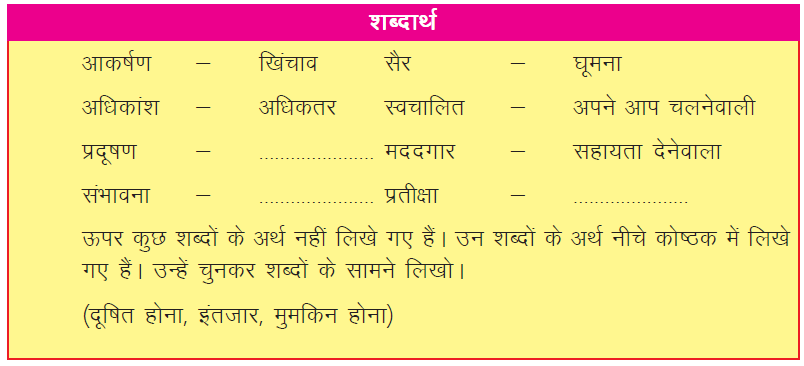 शब्दार्थ
आकर्षण – खिंचाव सैर – घूमना
अधिकांश – अधिकतर स्वचालित – अपने आप चलनेवाली
प्रदूषण – ...................... मददगार – सहायता देनेवाला
संभावना – ...................... प्रतीक्षा – ......................
ऊपर कुछ शब्दों के अर्थ नहीं लिखे गए हैं। उन शब्दों के अर्थ नीचे कोष्ठक में लिखे
गए हैं। उन्हें चुनकर शब्दों के सामने लिखो।
(दूषित होना, इंतजार, मुमकिन होना)